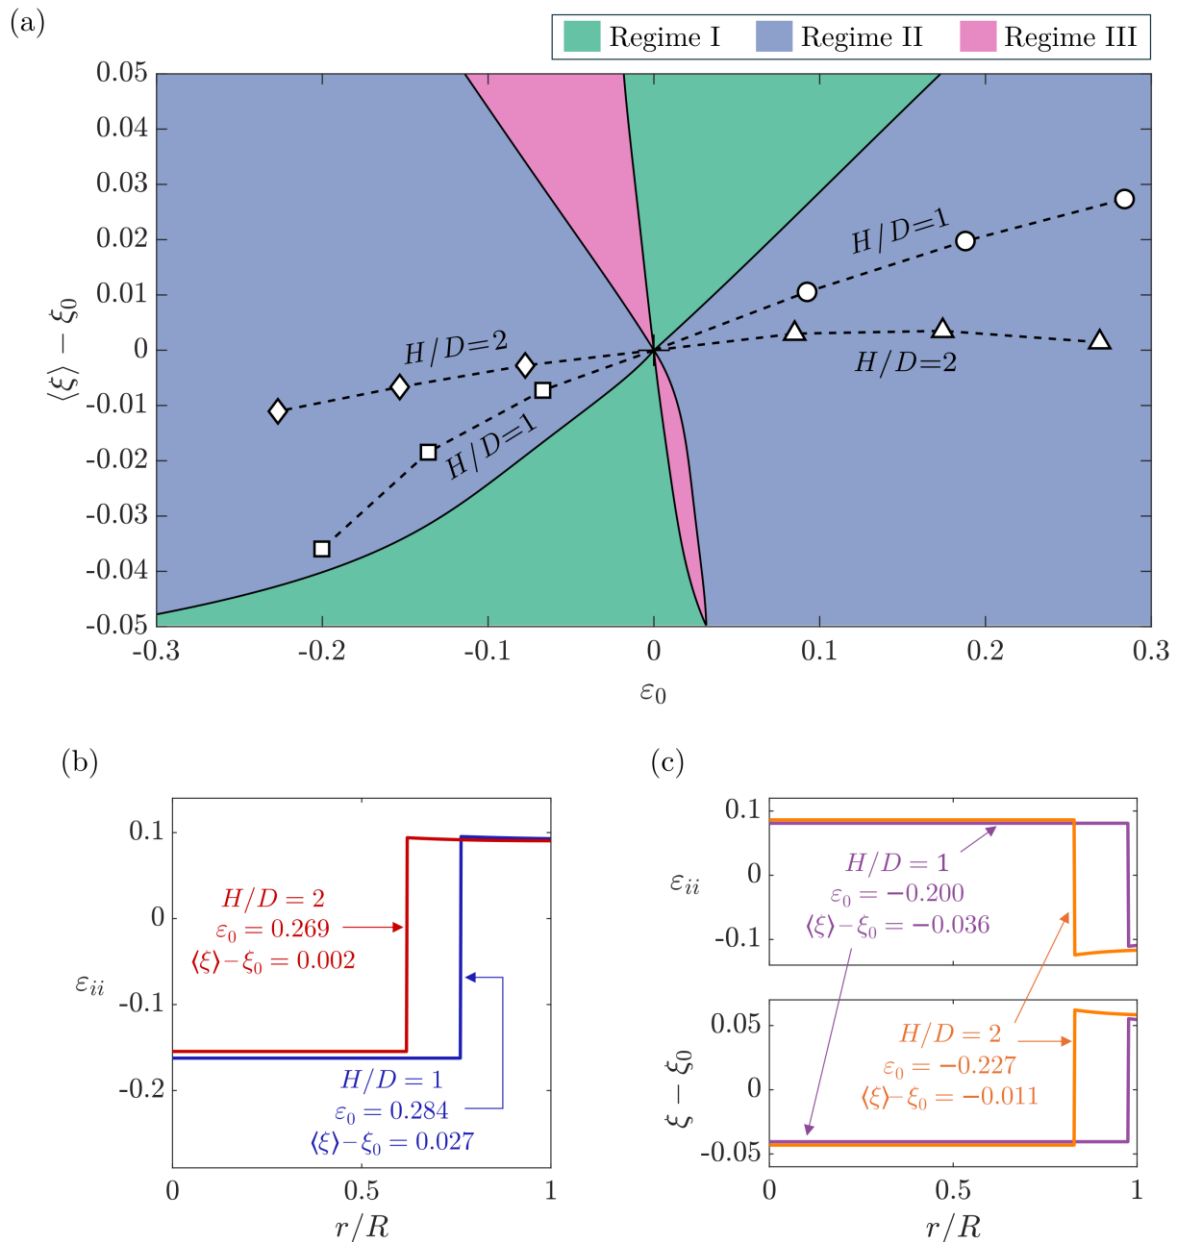 (a)
Regime I Regime II Regime III
0.05
0.04
0.03
0.02
0.01
0
-0.01
-0.02
-0.03
-0.04
-0.05
⟨ξ⟩ − ξ₀
H/D=1
H/D=2
H/D=2
H/D=1
-0.3 -0.2 -0.1 0 0.1 0.2 0.3
ε₀
(b)
0.1
0
-0.1
-0.2
εᵢᵢ
H/D = 2
ε₀ = 0.269
⟨ξ⟩−ξ₀ = 0.002
H/D = 1
ε₀ = 0.284
⟨ξ⟩−ξ₀ = 0.027
0 0.5 1
r/R
(c)
0.1
0
-0.1
εᵢᵢ
H/D = 1
ε₀ = −0.200
⟨ξ⟩−ξ₀ = −0.036
0.05
0
-0.05
ξ − ξ₀
H/D = 2
ε₀ = −0.227
⟨ξ⟩−ξ₀ = −0.011
0 0.5 1
r/R